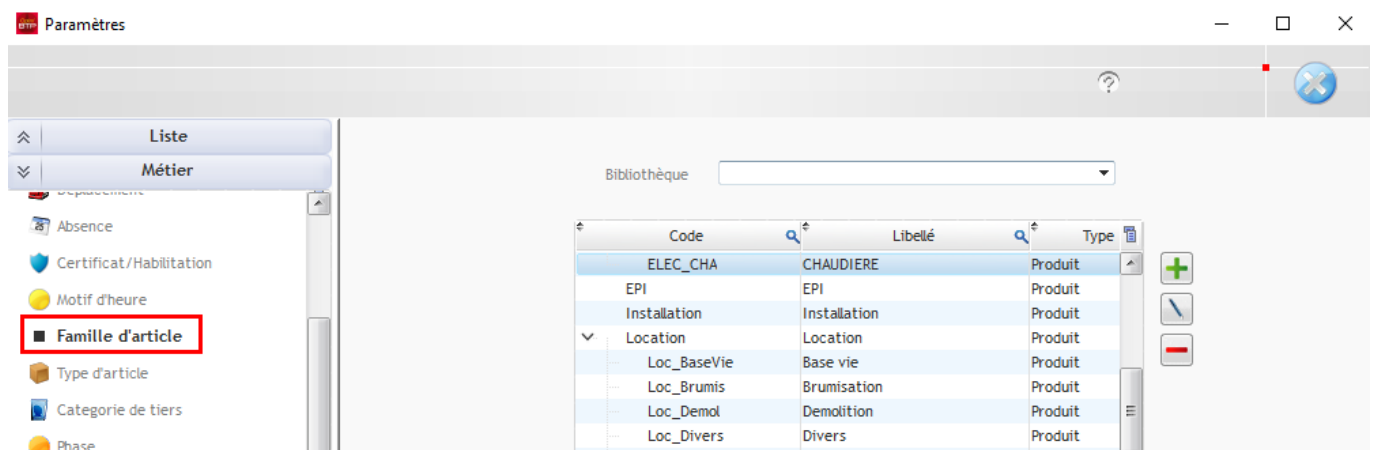 Paramètres
Liste
Métier
Déplacement
Absence
Certificat/Habilitation
Motif d'heure
Famille d'article
Type d'article
Categorie de tiers
Phase
Bibliothèque
Code Libellé Type
ELEC_CHA CHAUDIERE Produit
EPI EPI Produit
Installation Installation Produit
Location Location Produit
Loc_BaseVie Base vie Produit
Loc_Brumis Brumisation Produit
Loc_Demol Demolition Produit
Loc_Divers Divers Produit